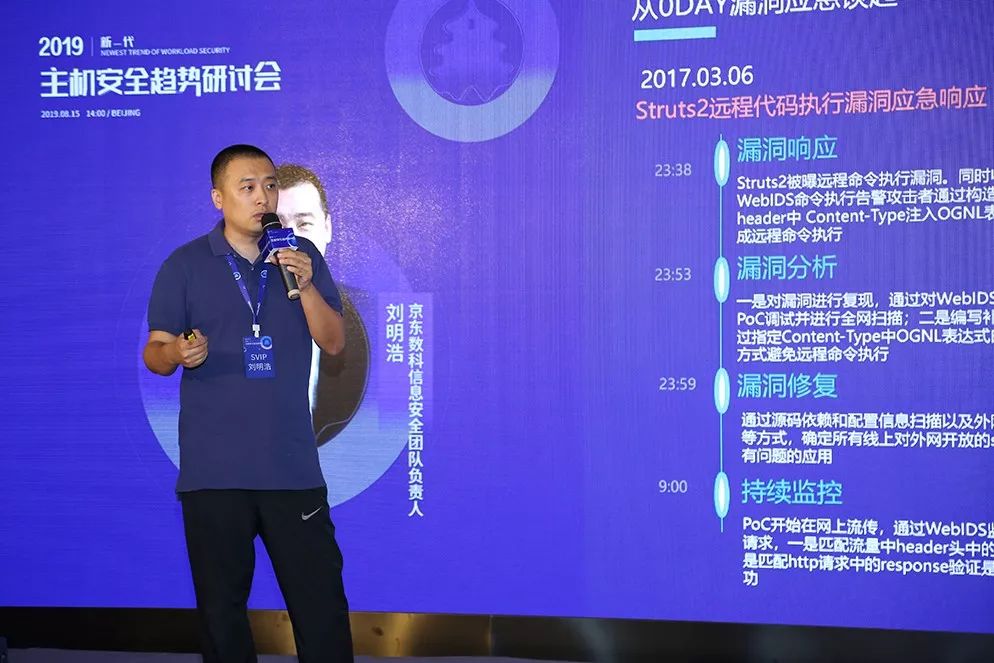 2019 新一代
NEWEST TREND OF WORKLOAD SECURITY
主机安全趋势研讨会
2019.08.15 14:00 / BEIJING
SVIP
刘明浩
刘明浩
京东数科信息安全团队负责人
从0DAY漏洞应急谈起
2017.03.06
Struts2远程代码执行漏洞应急响应
23:38
漏洞响应
Struts2被曝远程命令执行漏洞。同时
WebIDS命令执行告警攻击者通过构造
header中 Content-Type注入OGNL表
成远程命令执行
23:53
漏洞分析
一是对漏洞进行复现，通过对WebIDS
PoC调试并进行全网扫描；二是编写补
过指定Content-Type中OGNL表达式
方式避免远程命令执行
23:59
漏洞修复
通过源码依赖和配置信息扫描以及外网
等方式，确定所有线上对外网开放的s
有问题的应用
9:00
持续监控
PoC开始在网上流传，通过WebIDS监
请求，一是匹配流量中header头中的
是匹配http请求中的response验证是
功